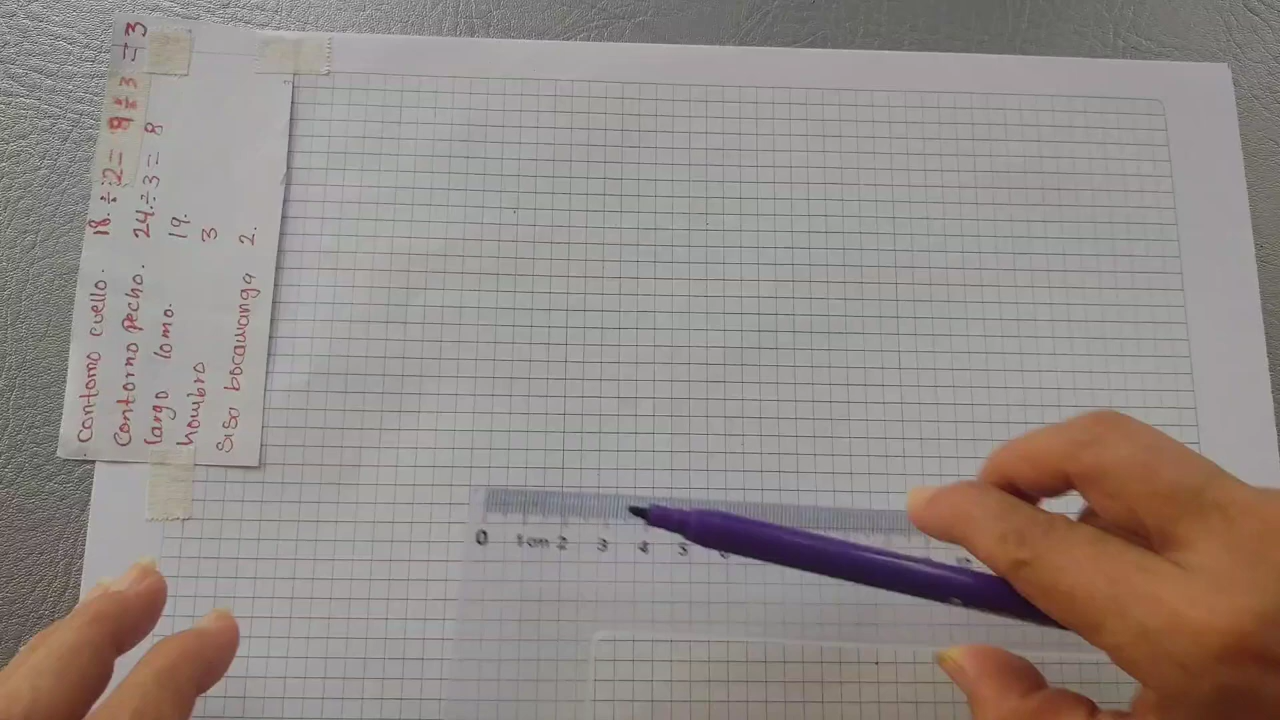 Contorno cuello. 18. ÷ 2 = 9 ÷ 3 = 3
Contorno pecho. 24. ÷ 3 = 8
largo lomo. 19.
hombro 3
Sisa bocamanga 2.
0 1cm 2 3 4 5